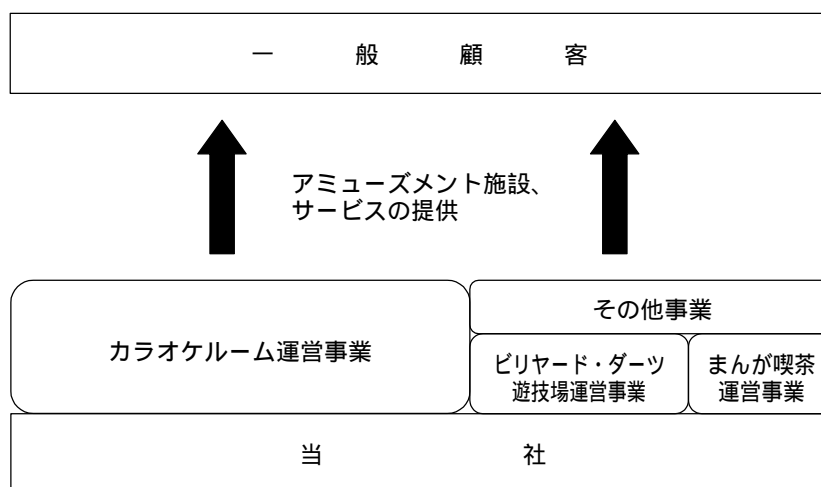 一般顧客
アミューズメント施設、
サービスの提供
その他事業
カラオケルーム運営事業
ビリヤード・ダーツ
遊技場運営事業
まんが喫茶
運営事業
当社